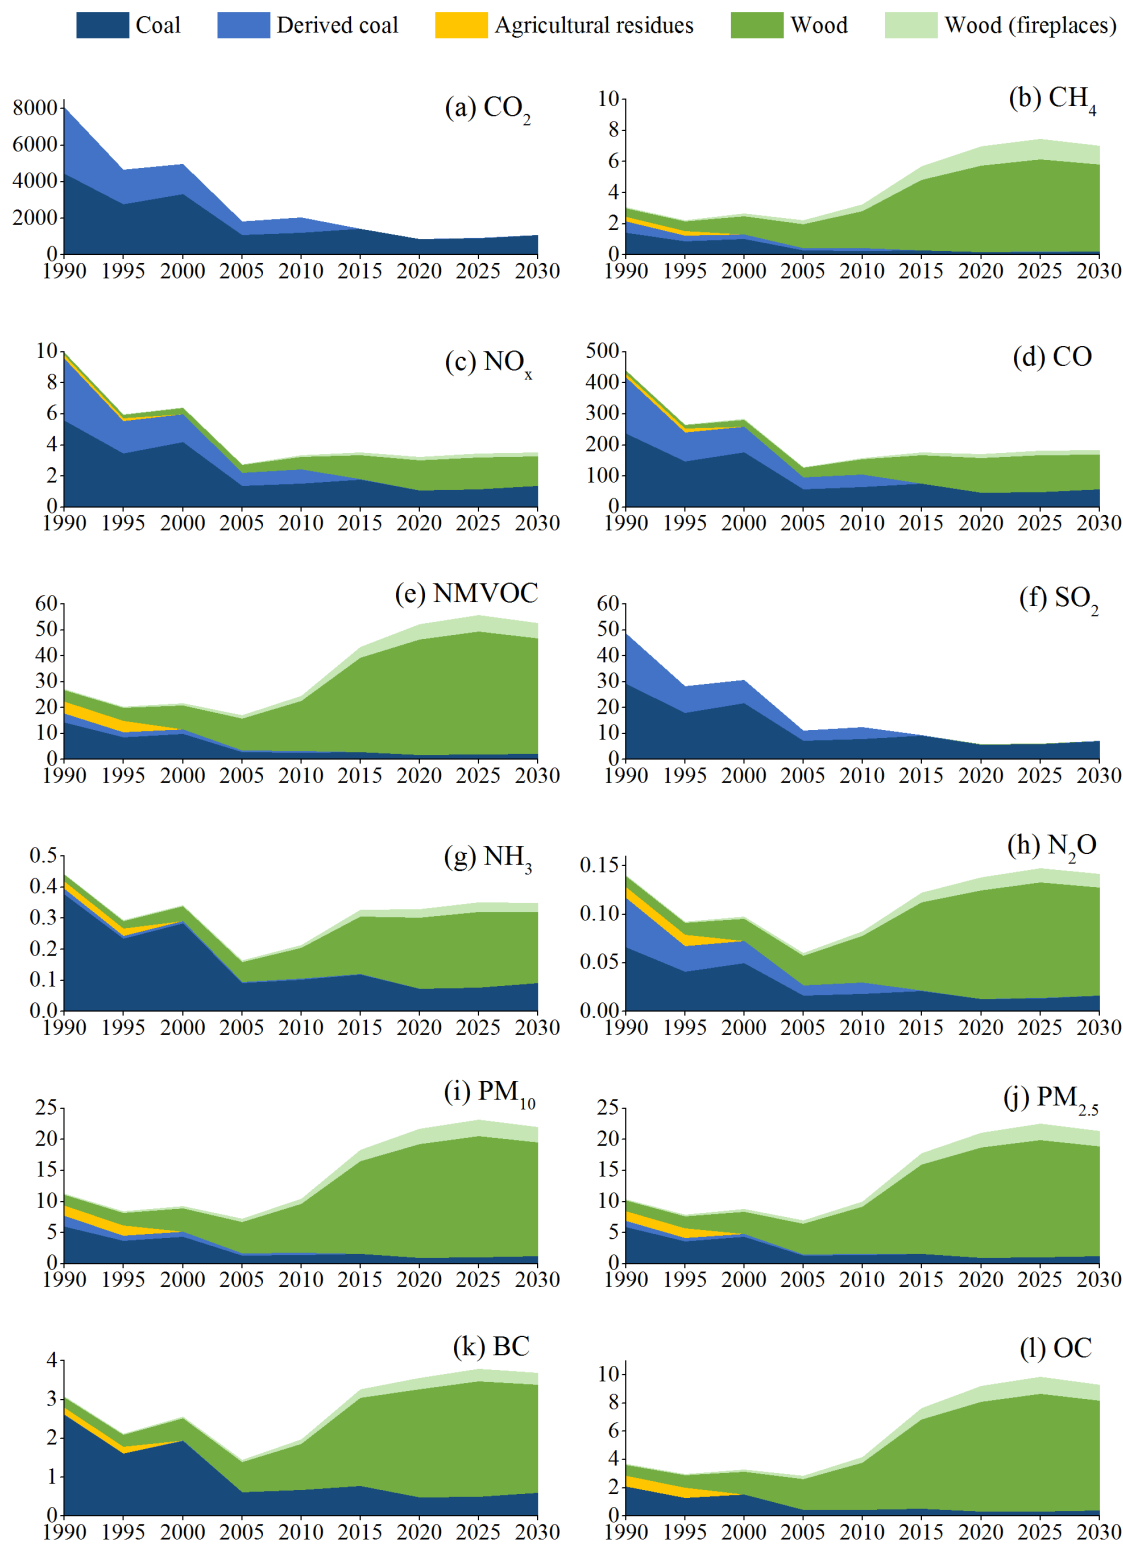 Coal Derived coal Agricultural residues Wood Wood (fireplaces)
(a) CO2
8000
6000
4000
2000
0
1990 1995 2000 2005 2010 2015 2020 2025 2030
(b) CH4
10
8
6
4
2
0
1990 1995 2000 2005 2010 2015 2020 2025 2030
(c) NOx
10
8
6
4
2
0
1990 1995 2000 2005 2010 2015 2020 2025 2030
(d) CO
500
400
300
200
100
0
1990 1995 2000 2005 2010 2015 2020 2025 2030
(e) NMVOC
60
50
40
30
20
10
0
1990 1995 2000 2005 2010 2015 2020 2025 2030
(f) SO2
60
50
40
30
20
10
0
1990 1995 2000 2005 2010 2015 2020 2025 2030
(g) NH3
0.5
0.4
0.3
0.2
0.1
0.0
1990 1995 2000 2005 2010 2015 2020 2025 2030
(h) N2O
0.15
0.10
0.05
0.00
1990 1995 2000 2005 2010 2015 2020 2025 2030
(i) PM10
25
20
15
10
5
0
1990 1995 2000 2005 2010 2015 2020 2025 2030
(j) PM2.5
25
20
15
10
5
0
1990 1995 2000 2005 2010 2015 2020 2025 2030
(k) BC
4
3
2
1
0
1990 1995 2000 2005 2010 2015 2020 2025 2030
(l) OC
10
8
6
4
2
0
1990 1995 2000 2005 2010 2015 2020 2025 2030